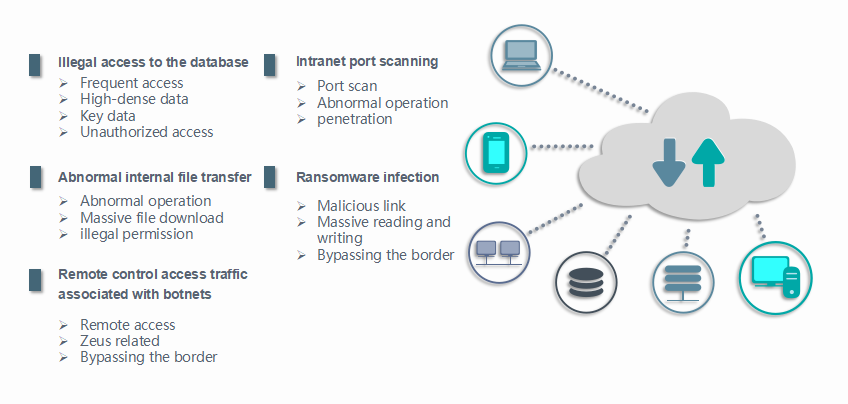 Illegal access to the database
Frequent access
High-dense data
Key data
Unauthorized access
Abnormal internal file transfer
Abnormal operation
Massive file download
illegal permission
Remote control access traffic
associated with botnets
Remote access
Zeus related
Bypassing the border
Intranet port scanning
Port scan
Abnormal operation
penetration
Ransomware infection
Malicious link
Massive reading and
writing
Bypassing the border